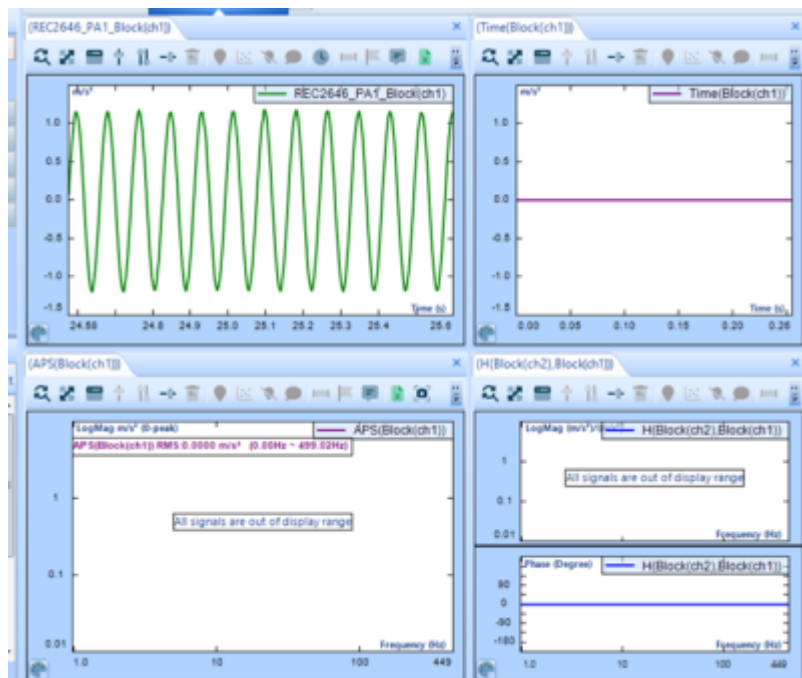 (REC2646_PA1_Block(ch1))
m/s²
REC2646_PA1_Block(ch1)
1.0
0.5
0.0
-0.5
-1.0
-1.5
Time (s)
24.58 24.8 24.9 25.0 25.1 25.2 25.3 25.4 25.6
(Time(Block(ch1)))
m/s²
Time(Block(ch1))
1.0
0.5
0.0
-0.5
-1.0
-1.5
Time (s)
0.00 0.05 0.10 0.15 0.20 0.26
(APS(Block(ch1)))
LogMag m/s² (0-peak)
APS(Block(ch1))
APS(Block(ch1)) RMS:0.0000 m/s² (0.00Hz ~ 499.02Hz)
1
All signals are out of display range
0.1
0.01
Frequency (Hz)
1.0 10 100 449
(H(Block(ch2),Block(ch1)))
H(Block(ch2),Block(ch1))
1
All signals are out of display range
0.1
0.01
Frequency (Hz)
Phase (Degree)
H(Block(ch2),Block(ch1))
90
0
-90
-180
Frequency (Hz)
1.0 10 100 449